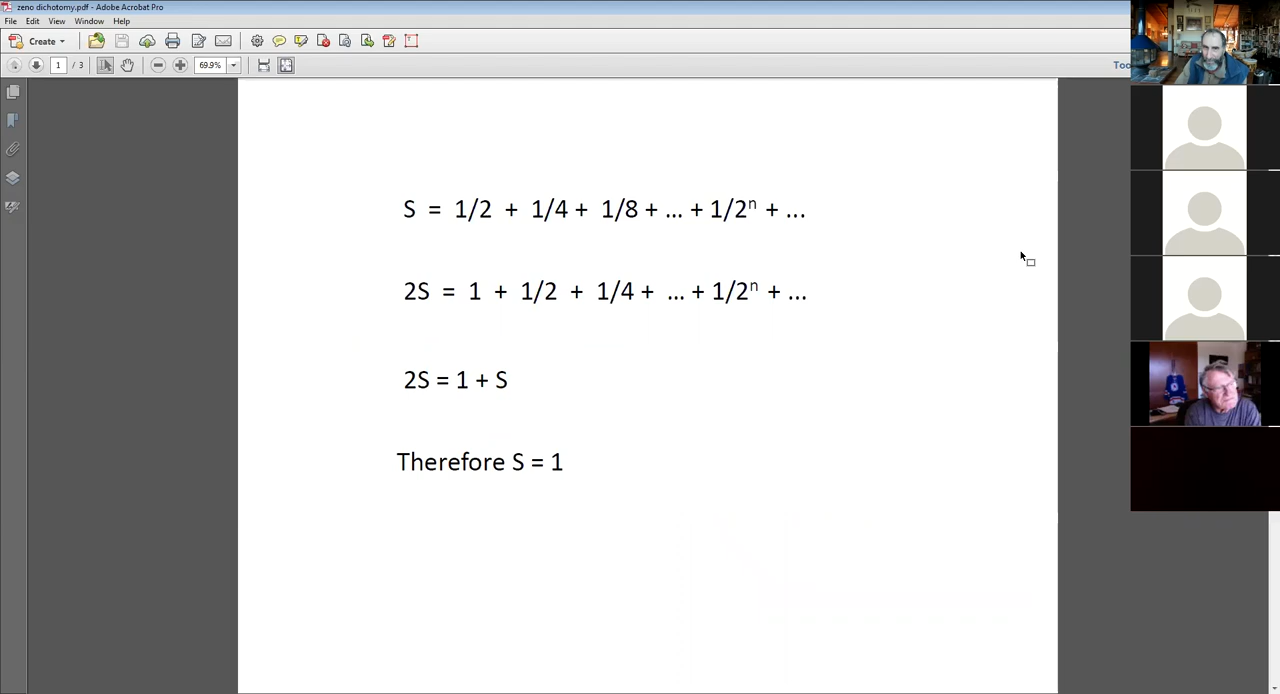 zeno dichotomy.pdf - Adobe Acrobat Pro
File Edit View Window Help
Create
1 / 3 69.9%
Too
S = 1/2 + 1/4 + 1/8 + ... + 1/2ⁿ + ...
2S = 1 + 1/2 + 1/4 + ... + 1/2ⁿ + ...
2S = 1 + S
Therefore S = 1